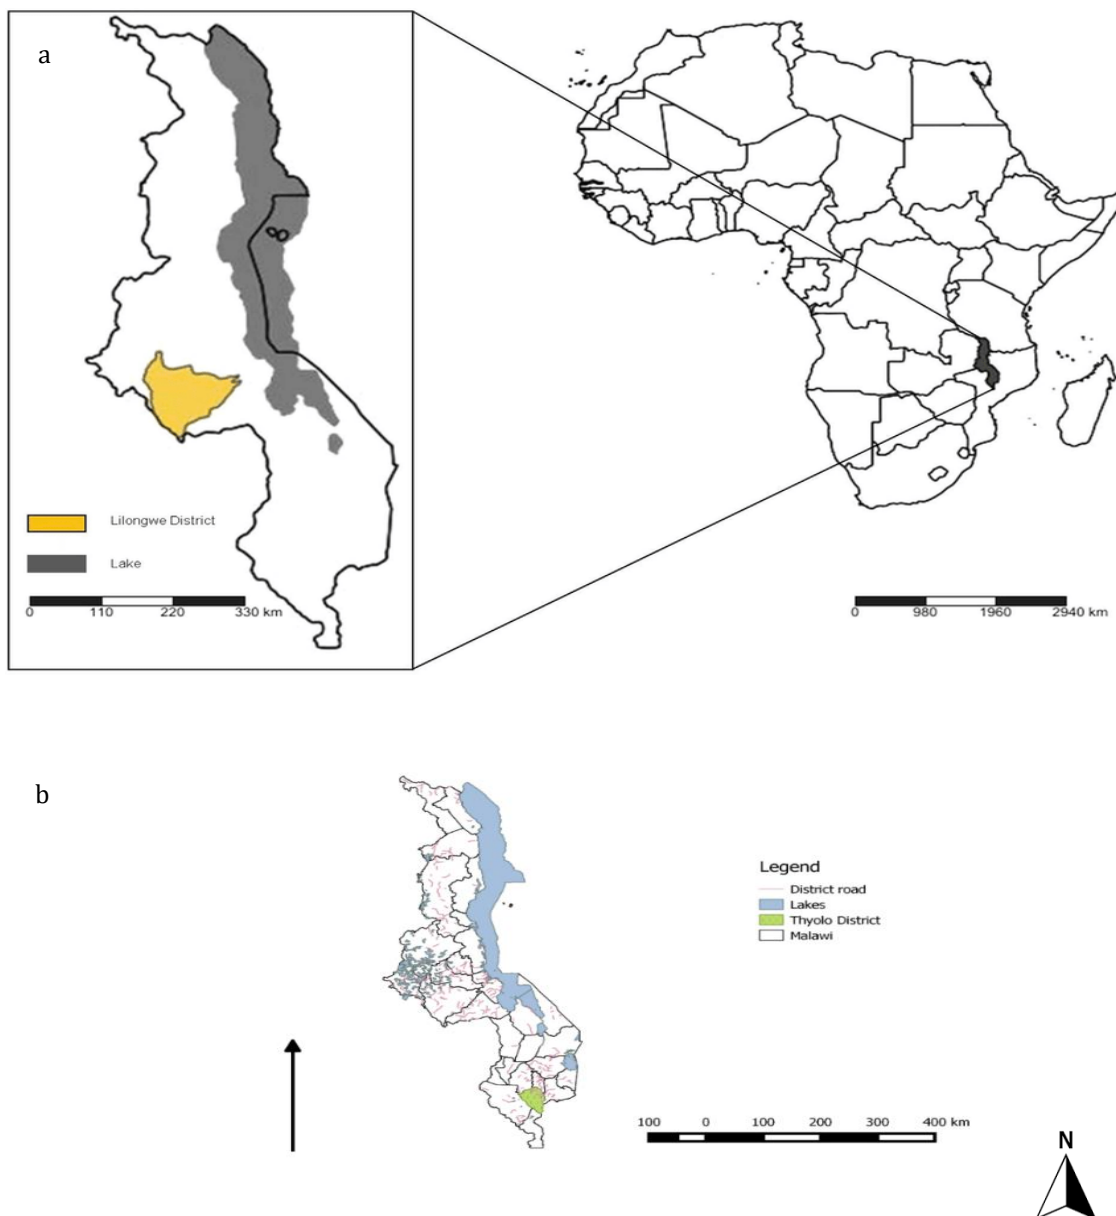 a
Lilongwe District
Lake
0 110 220 330 km
0 980 1960 2940 km
b
Legend
District road
Lakes
Thyolo District
Malawi
100 0 100 200 300 400 km
N